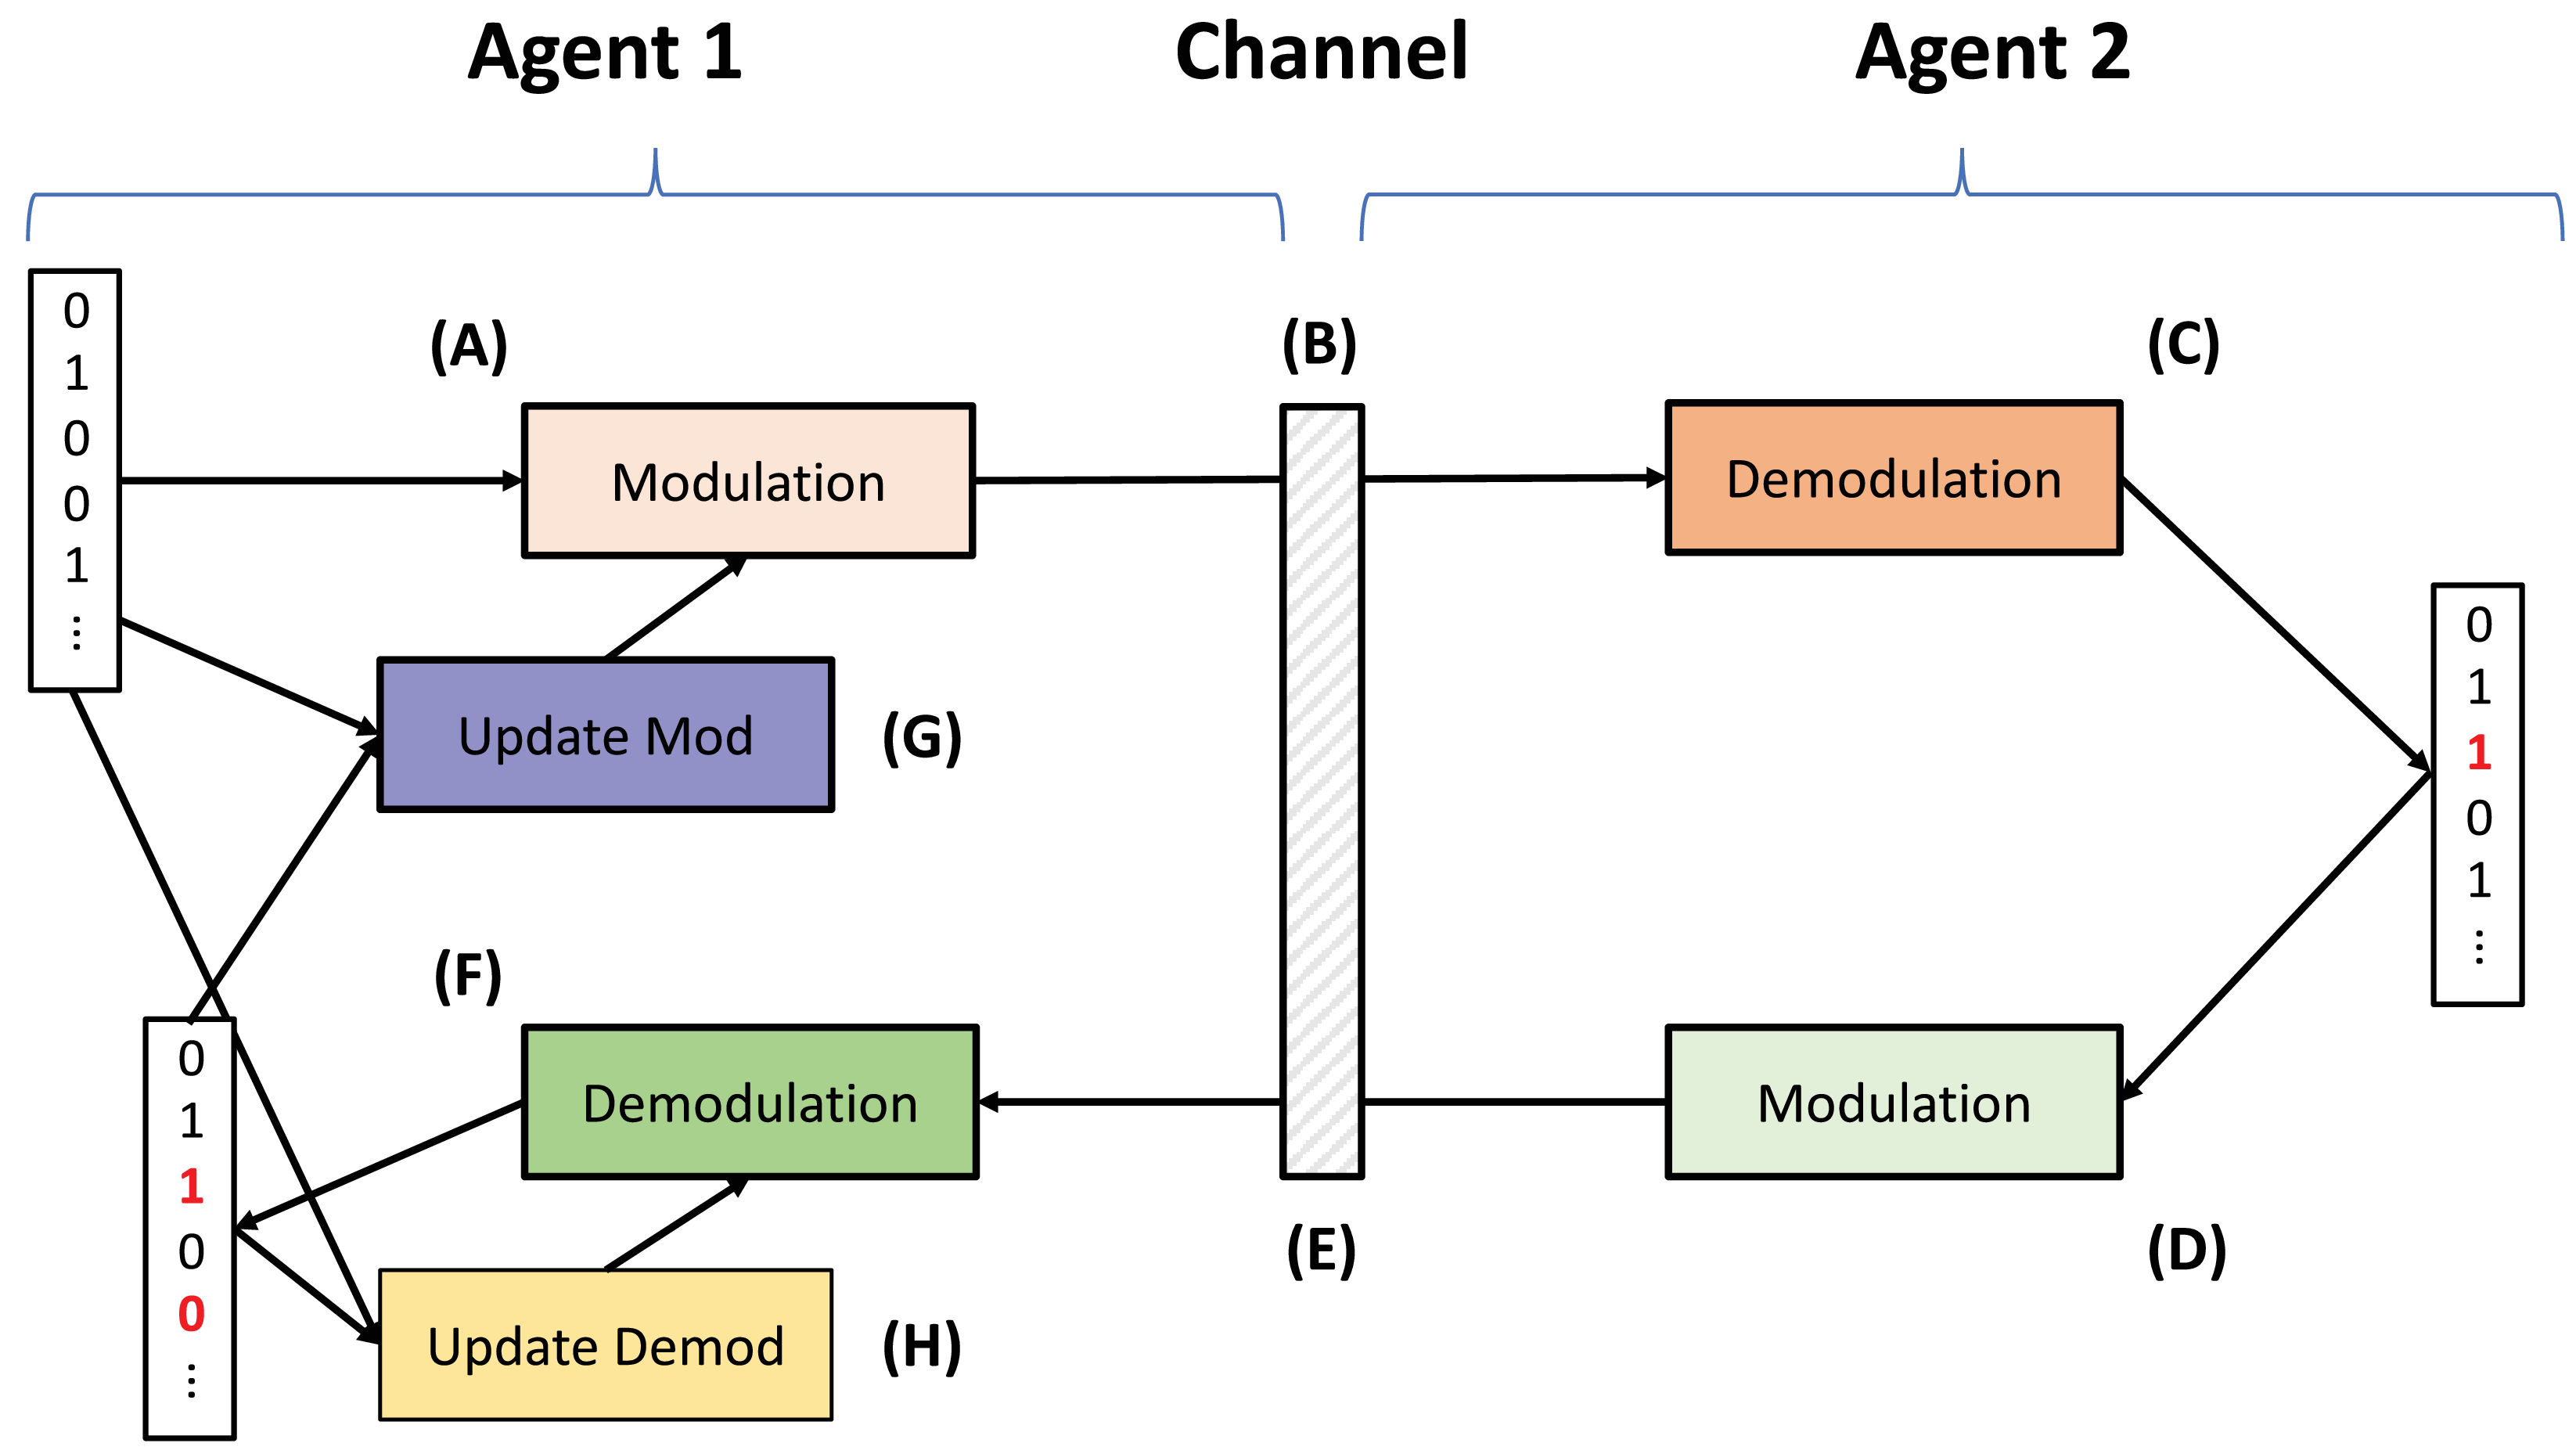 Agent 1
Channel
Agent 2
0
1
0
0
1
...
(A)
Modulation
(B)
(C)
Demodulation
Update Mod
(G)
0
1
1
0
1
...
(F)
Demodulation
0
1
1
0
0
...
Update Demod
(H)
(E)
Modulation
(D)